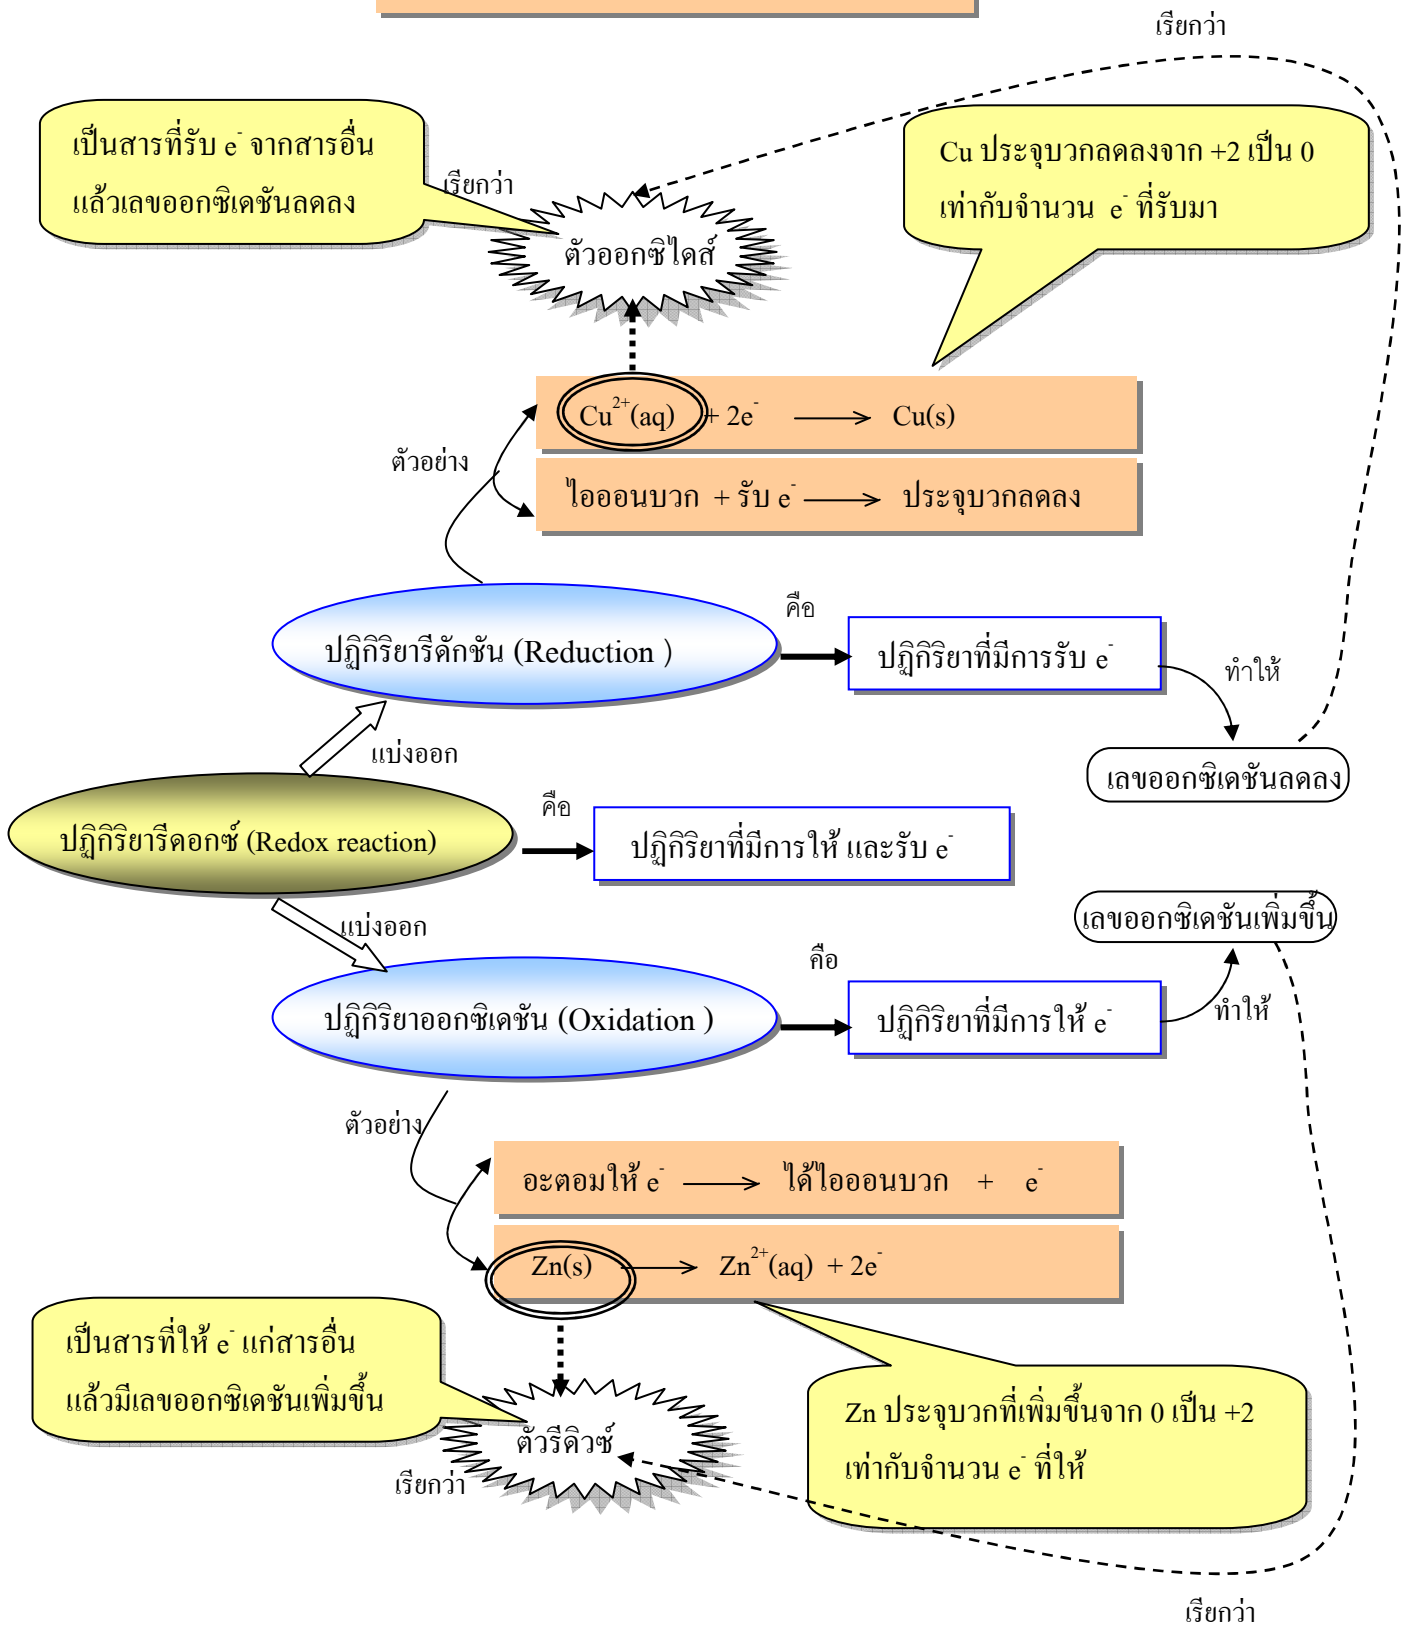 เรียกว่า
เป็นสารที่รับ e⁻ จากสารอื่น
แล้วเลขออกซิเดชันลดลง
เรียกว่า
ตัวออกซิไดส์
Cu ประจุบวกลดลงจาก +2 เป็น 0
เท่ากับจำนวน e⁻ ที่รับมา
Cu²⁺(aq) + 2e⁻ ⟶ Cu(s)
ตัวอย่าง
ไอออนบวก + รับ e⁻ ⟶ ประจุบวกลดลง
ปฏิกิริยารีดักชัน (Reduction )
คือ
ปฏิกิริยาที่มีการรับ e⁻
ทำให้
แบ่งออก
เลขออกซิเดชันลดลง
ปฏิกิริยารีดอกซ์ (Redox reaction)
คือ
ปฏิกิริยาที่มีการให้ และรับ e⁻
แบ่งออก
เลขออกซิเดชันเพิ่มขึ้น
ปฏิกิริยาออกซิเดชัน (Oxidation )
คือ
ปฏิกิริยาที่มีการให้ e⁻
ทำให้
ตัวอย่าง
อะตอมให้ e⁻ ⟶ ได้ไอออนบวก + e⁻
Zn(s) ⟶ Zn²⁺(aq) + 2e⁻
เป็นสารที่ให้ e⁻ แก่สารอื่น
แล้วมีเลขออกซิเดชันเพิ่มขึ้น
ตัวรีดิวซ์
เรียกว่า
Zn ประจุบวกที่เพิ่มขึ้นจาก 0 เป็น +2
เท่ากับจำนวน e⁻ ที่ให้
เรียกว่า